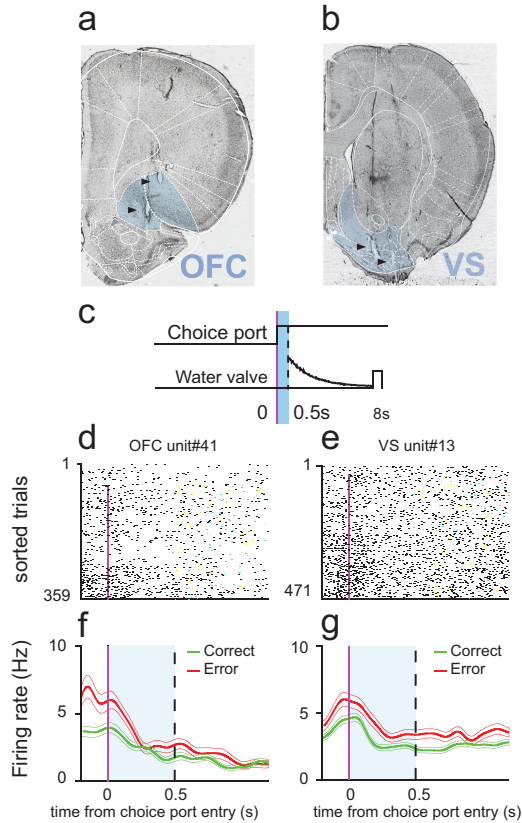 a
b
OFC
VS
c
Choice port
Water valve
0
0.5s
8s
d
e
OFC unit#41
VS unit#13
1
1
sorted trials
359
471
f
g
10
10
Correct
Error
Correct
Error
Firing rate (Hz)
5
5
0
0
0
0.5
0
0.5
time from choice port entry (s)
time from choice port entry (s)